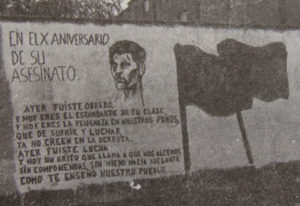 EN EL X ANIVERSARIO
DE SU
ASESINATO.
AYER FUISTE OBRERO,
Y HOY ERES EL ESTANDARTE DE TU CLASE
Y HOY ERES LA VENGANZA EN NUESTROS PUÑOS,
QUE DE SUFRIR Y LUCHAR
YA NO CREEN EN LA DERROTA.
AYER FUISTE LUCHA
Y HOY UN GRITO QUE LLAMA A QUE NOS ALCEMOS
SIN COMPONENDAS, SIN MIEDO HACIA ADELANTE
COMO TE ENSEÑO NUESTRO PUEBLO.